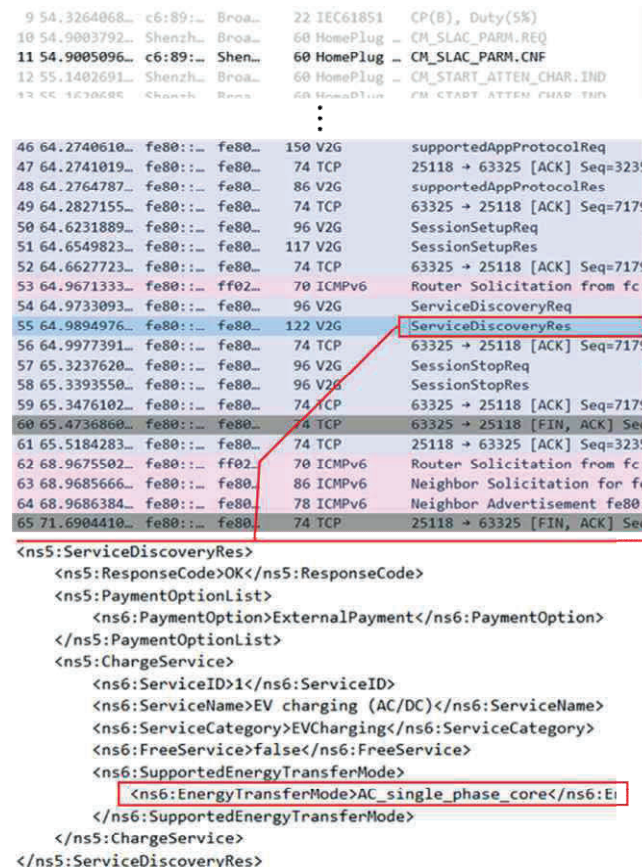 9 54.3264068… c6:89:… Broa… 22 IEC61851 CP(B), Duty(5%)
10 54.9003792… Shenzh… Broa… 60 HomePlug … CM_SLAC_PARM.REQ
11 54.9005096… c6:89:… Shen… 60 HomePlug … CM_SLAC_PARM.CNF
12 55.1402691… Shenzh… Broa… 60 HomePlug … CM_START_ATTEN_CHAR.IND
13 55.1620685 Shenzh Broa 60 HomePlug CM_START_ATTEN_CHAR.IND
46 64.2740610… fe80::… fe80… 150 V2G supportedAppProtocolReq
47 64.2741019… fe80::… fe80… 74 TCP 25118 → 63325 [ACK] Seq=3235
48 64.2764787… fe80::… fe80… 86 V2G supportedAppProtocolRes
49 64.2827155… fe80::… fe80… 74 TCP 63325 → 25118 [ACK] Seq=7179
50 64.6231889… fe80::… fe80… 96 V2G SessionSetupReq
51 64.6549823… fe80::… fe80… 117 V2G SessionSetupRes
52 64.6627723… fe80::… fe80… 74 TCP 63325 → 25118 [ACK] Seq=7179
53 64.9671333… fe80::… ff02… 70 ICMPv6 Router Solicitation from fc
54 64.9733093… fe80::… fe80… 96 V2G ServiceDiscoveryReq
55 64.9894976… fe80::… fe80… 122 V2G ServiceDiscoveryRes
56 64.9977391… fe80::… fe80… 74 TCP 63325 → 25118 [ACK] Seq=7179
57 65.3237620… fe80::… fe80… 96 V2G SessionStopReq
58 65.3393550… fe80::… fe80… 96 V2G SessionStopRes
59 65.3476102… fe80::… fe80… 74 TCP 63325 → 25118 [ACK] Seq=7179
60 65.4736860… fe80::… fe80… 74 TCP 63325 → 25118 [FIN, ACK] Seq
61 65.5184283… fe80::… fe80… 74 TCP 25118 → 63325 [ACK] Seq=3235
62 68.9675502… fe80::… ff02… 70 ICMPv6 Router Solicitation from fc
63 68.9685666… fe80::… fe80… 86 ICMPv6 Neighbor Solicitation for fe
64 68.9686384… fe80::… fe80… 78 ICMPv6 Neighbor Advertisement fe80
65 71.6904410… fe80::… fe80… 74 TCP 25118 → 63325 [FIN, ACK] Se
<ns5:ServiceDiscoveryRes>
<ns5:ResponseCode>OK</ns5:ResponseCode>
<ns5:PaymentOptionList>
<ns6:PaymentOption>ExternalPayment</ns6:PaymentOption>
</ns5:PaymentOptionList>
<ns5:ChargeService>
<ns6:ServiceID>1</ns6:ServiceID>
<ns6:ServiceName>EV charging (AC/DC)</ns6:ServiceName>
<ns6:ServiceCategory>EVCharging</ns6:ServiceCategory>
<ns6:FreeService>false</ns6:FreeService>
<ns6:SupportedEnergyTransferMode>
<ns6:EnergyTransferMode>AC_single_phase_core</ns6:E
</ns6:SupportedEnergyTransferMode>
</ns5:ChargeService>
</ns5:ServiceDiscoveryRes>